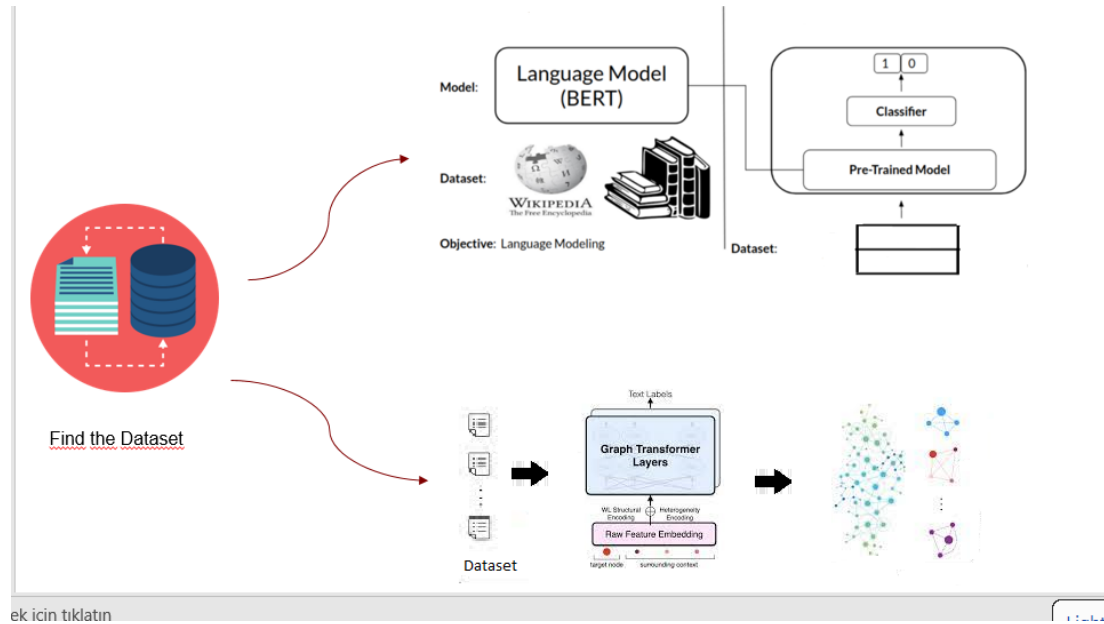 Model:
Language Model
(BERT)
Dataset:
WIKIPEDIA
The Free Encyclopedia
Objective: Language Modeling
1 0
Classifier
Pre-Trained Model
Dataset:
Find the Dataset
Dataset
Text Labels
Graph Transformer
Layers
WL Structural
Encoding
Heterogeneity
Encoding
Raw Feature Embedding
target node
surrounding context
ek için tıklatın